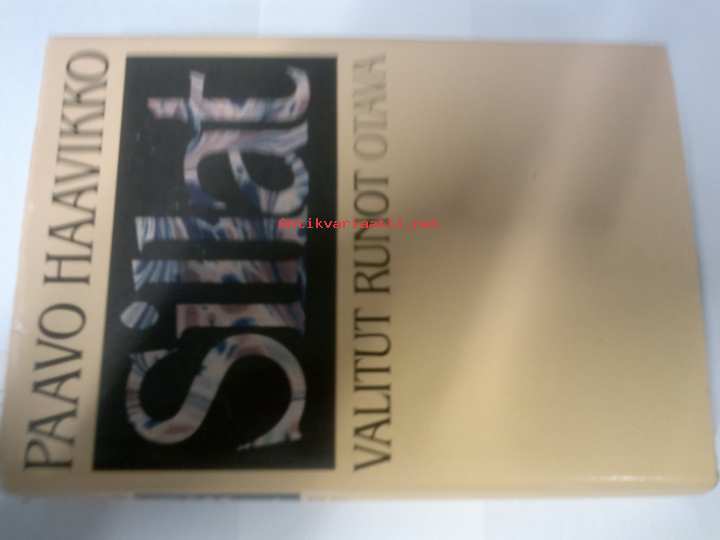 PAAVO HAAVIKKO
Sillat
VALITUT RUNOT OTAVA
Antikvariaatti.net